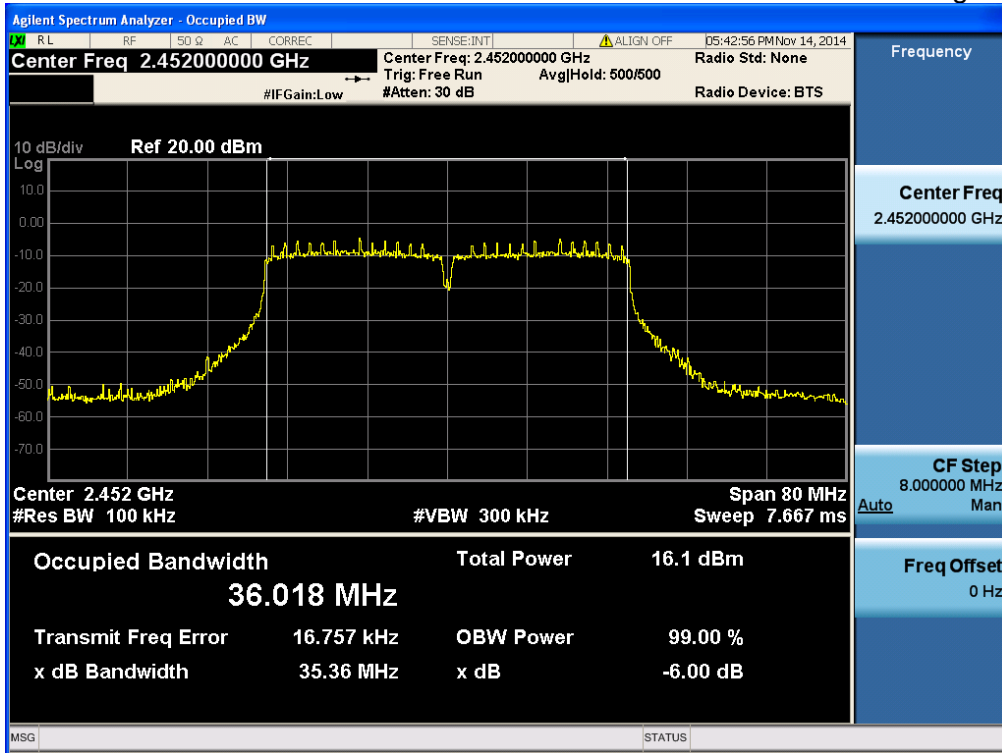 Agilent Spectrum Analyzer - Occupied BW
LXI RL RF 50 Ω AC CORREC SENSE:INT ALIGN OFF 05:42:56 PM Nov 14, 2014
Center Freq 2.452000000 GHz
Center Freq: 2.452000000 GHz Radio Std: None
Trig: Free Run Avg|Hold: 500/500
#IFGain:Low #Atten: 30 dB Radio Device: BTS
Frequency
10 dB/div Ref 20.00 dBm
Log
10.0
0.00
-10.0
-20.0
-30.0
-40.0
-50.0
-60.0
-70.0
Center 2.452 GHz Span 80 MHz
#Res BW 100 kHz #VBW 300 kHz Sweep 7.667 ms
Center Freq
2.452000000 GHz
CF Step
8.000000 MHz
Auto Man
Freq Offset
0 Hz
Occupied Bandwidth Total Power 16.1 dBm
36.018 MHz
Transmit Freq Error 16.757 kHz OBW Power 99.00 %
x dB Bandwidth 35.36 MHz x dB -6.00 dB
MSG STATUS